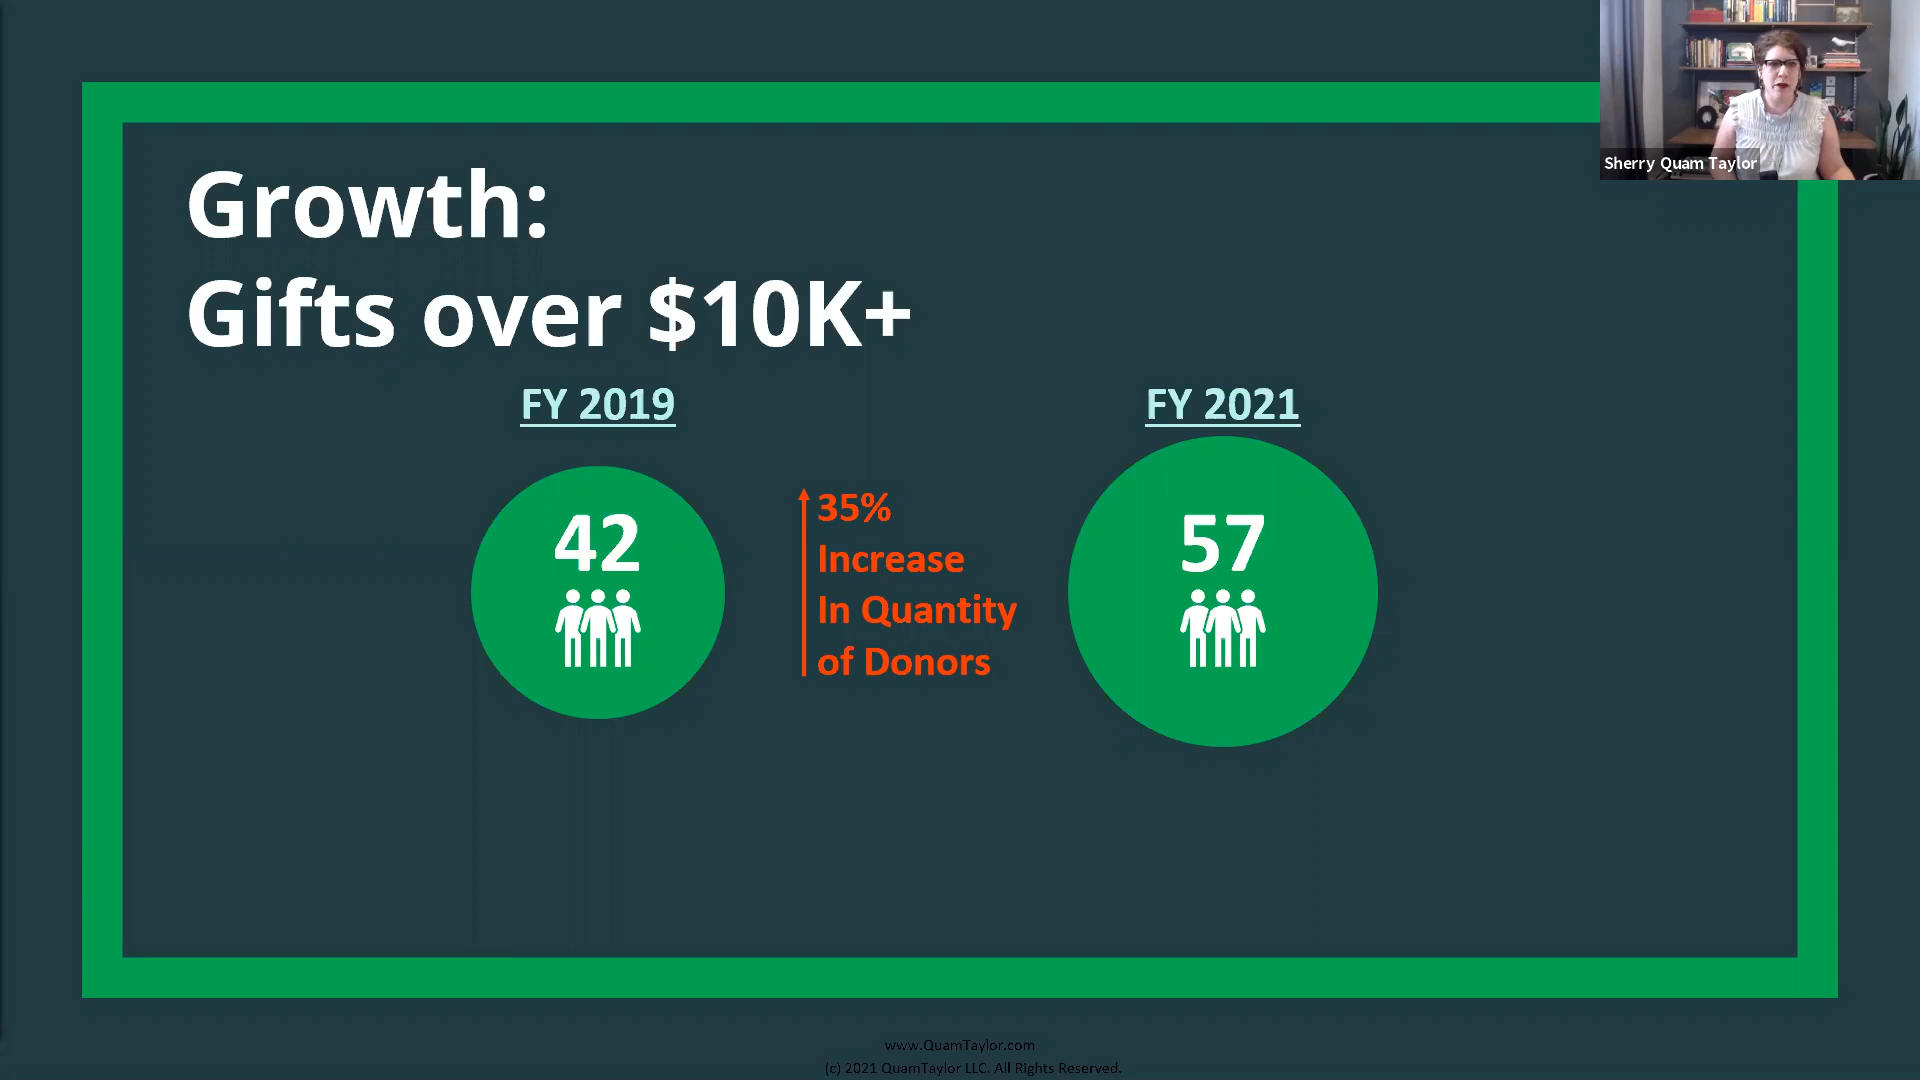 Growth:
Gifts over $10K+
FY 2019
FY 2021
42
35%
Increase
In Quantity
of Donors
57
Sherry Quam Taylor
www.QuamTaylor.com
(c) 2021 QuamTaylor LLC. All Rights Reserved.